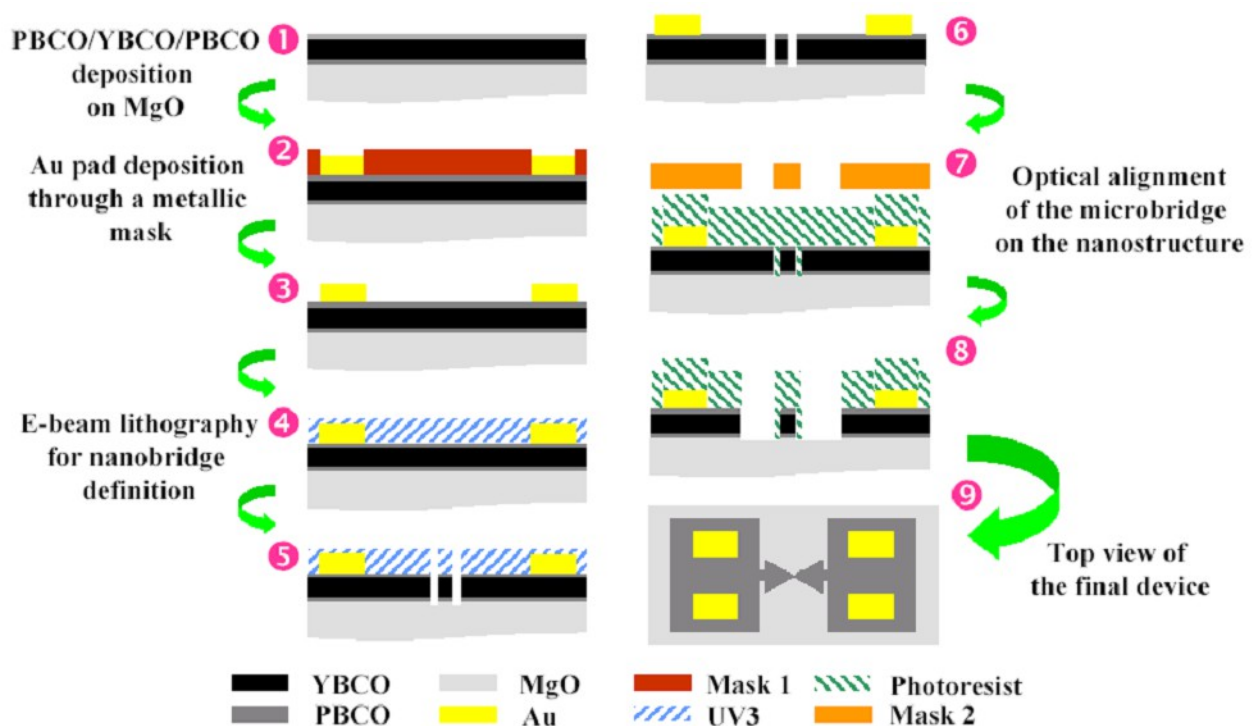 PBCO/YBCO/PBCO
deposition
on MgO
1
Au pad deposition
through a metallic
mask
2
3
E-beam lithography
for nanobridge
definition
4
5
6
7
Optical alignment
of the microbridge
on the nanostructure
8
9
Top view of
the final device
YBCO
MgO
Mask 1
Photoresist
PBCO
Au
UV3
Mask 2